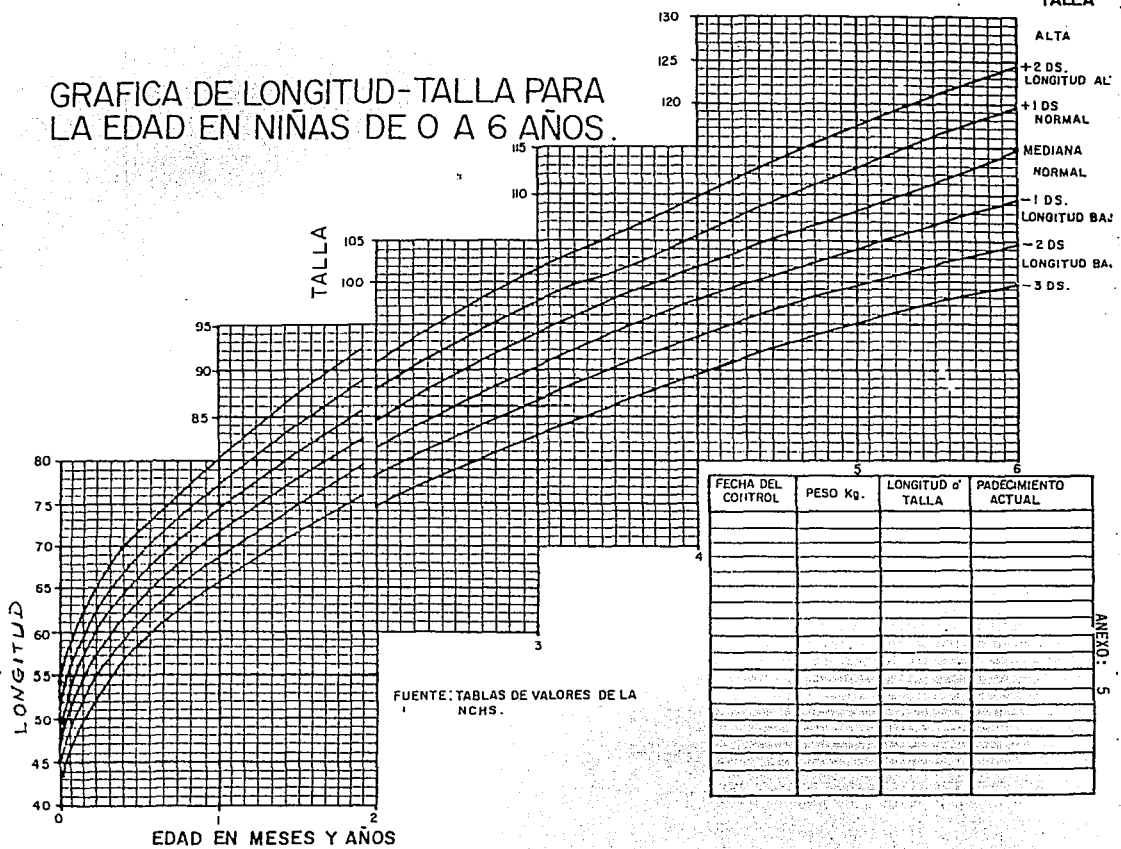 TALLA
GRAFICA DE LONGITUD-TALLA PARA
LA EDAD EN NIÑAS DE 0 A 6 AÑOS.
130
125
120
115
110
105
100
95
90
85
80
75
70
65
60
55
50
45
40
TALLA
LONGITUD
ALTA
+2 DS.
LONGITUD AL
+1 DS
NORMAL
MEDIANA
NORMAL
-1 DS.
LONGITUD BAJ
-2 DS
LONGITUD BA
-3 DS.
0
1
2
3
4
5
6
EDAD EN MESES Y AÑOS
FUENTE: TABLAS DE VALORES DE LA
NCHS.
FECHA DEL CONTROL
PESO Kg.
LONGITUD o' TALLA
PADECIMIENTO ACTUAL
ANEXO: 5